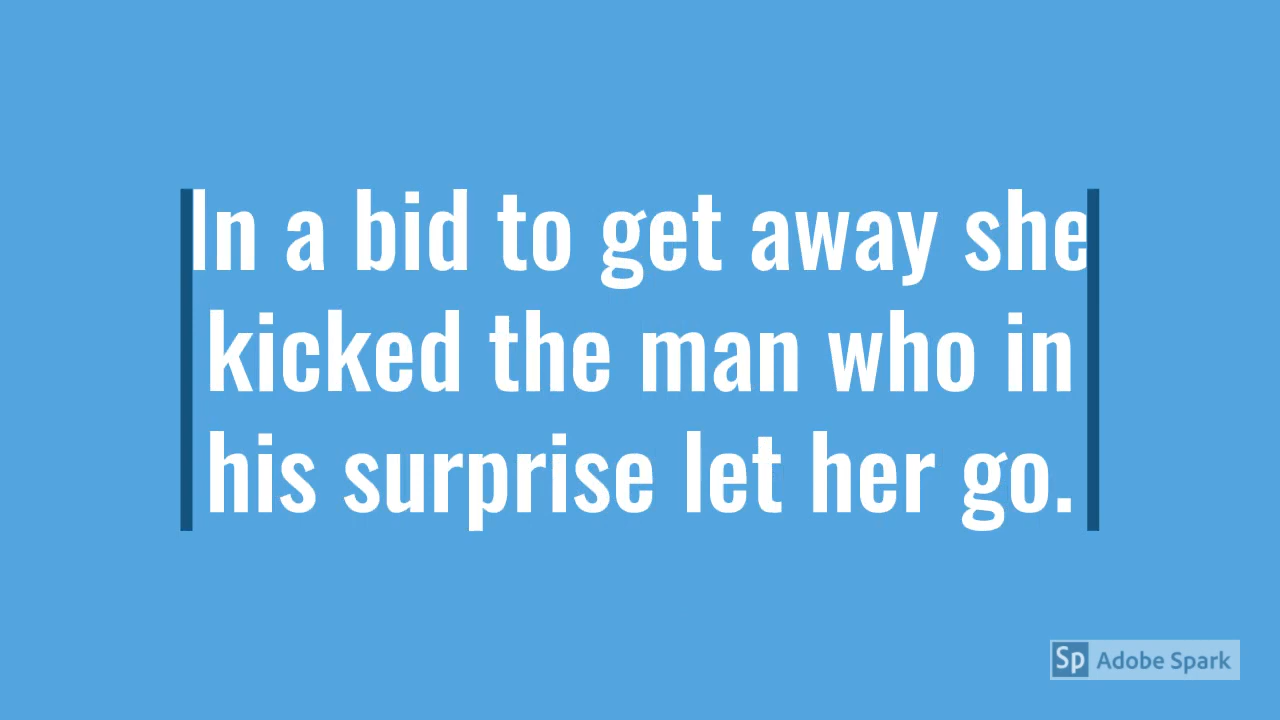 In a bid to get away she
kicked the man who in
his surprise let her go.
Sp Adobe Spark